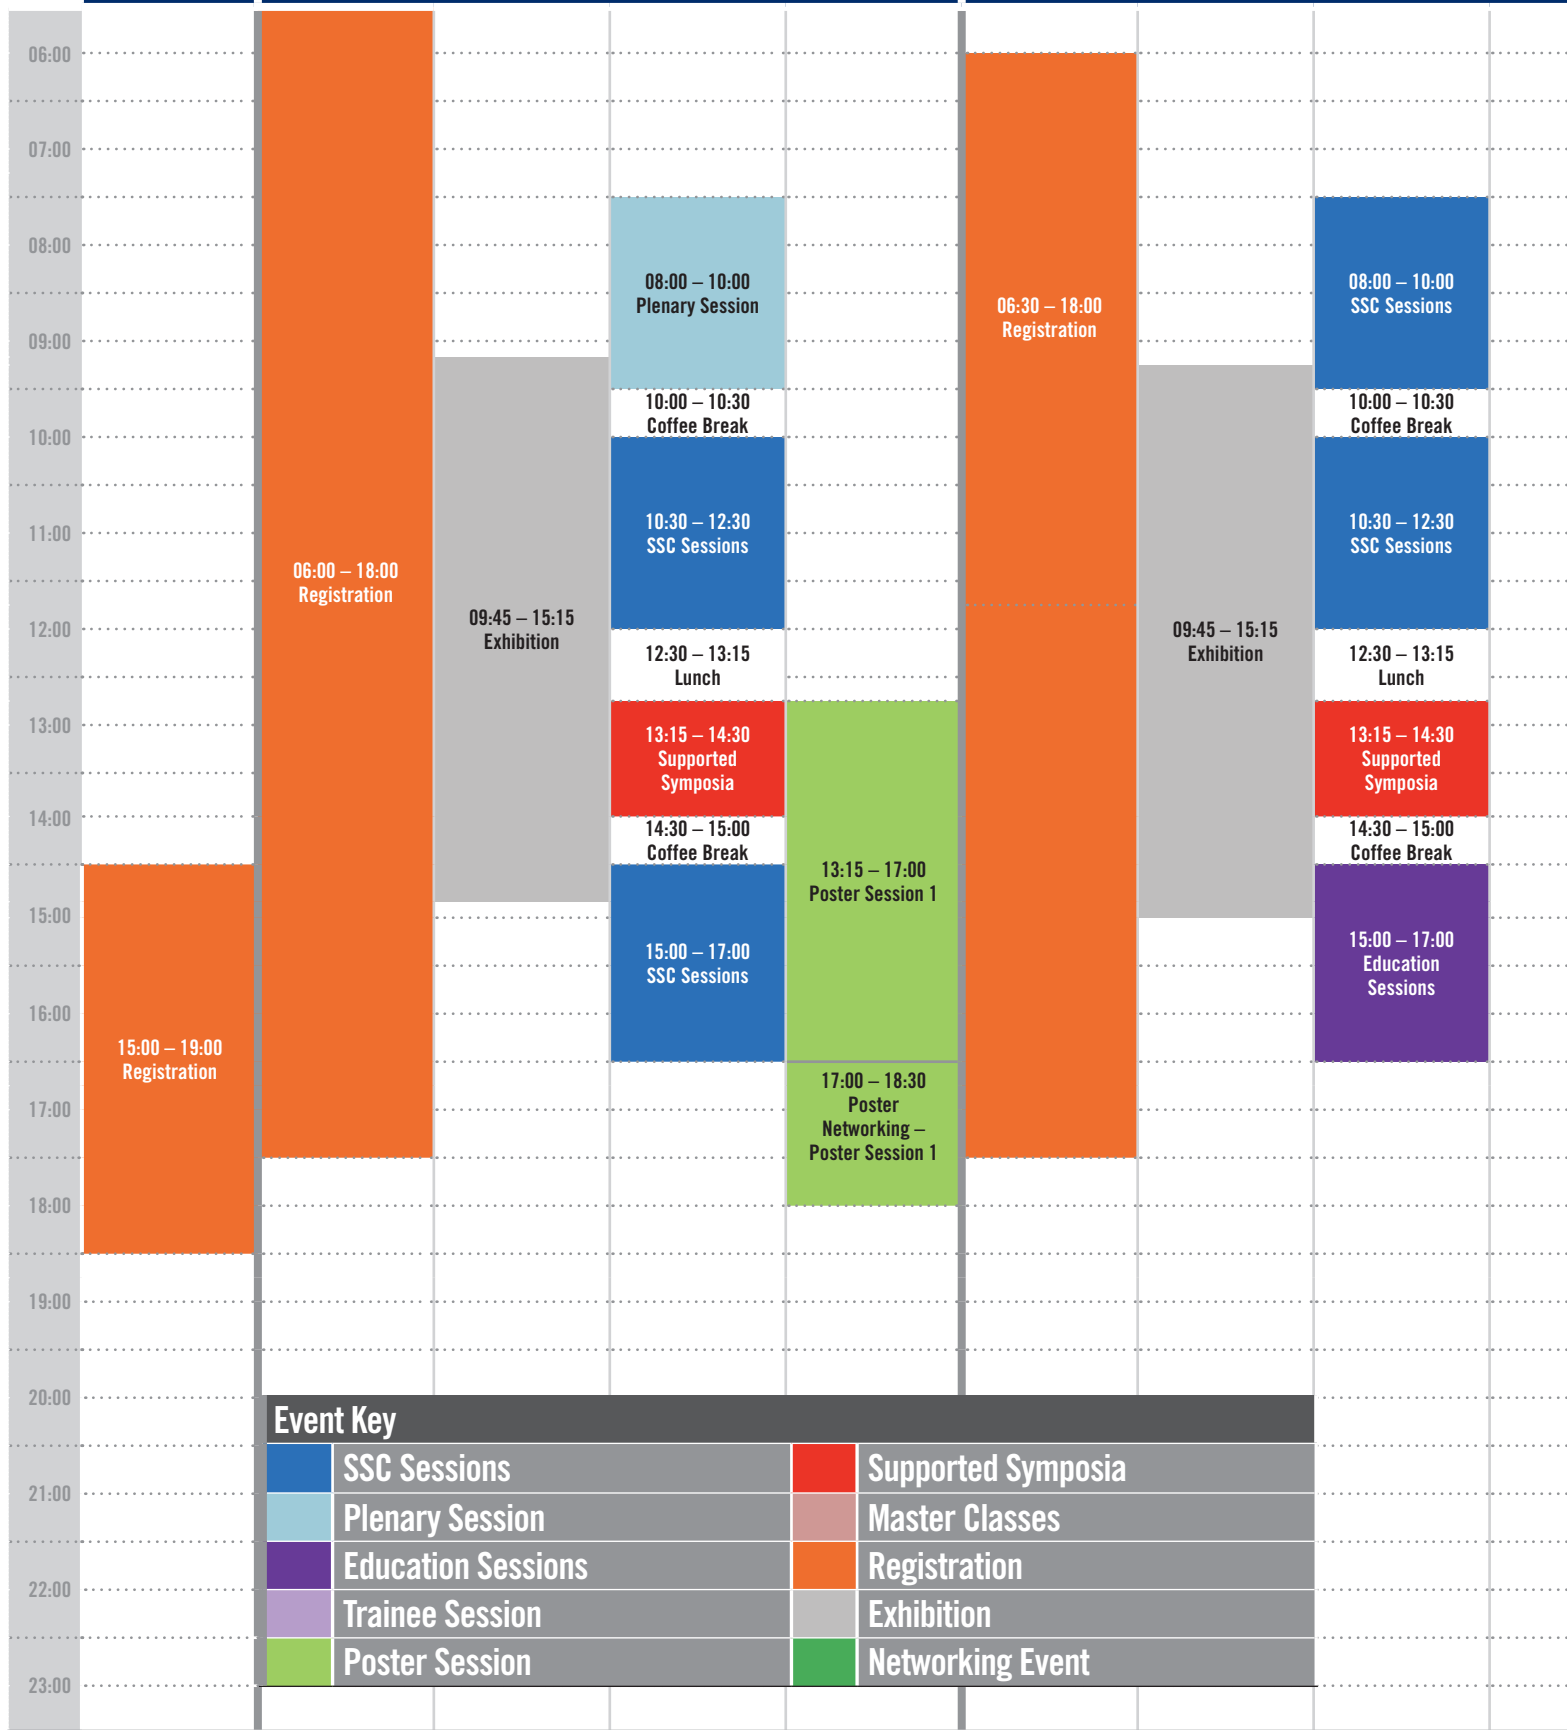 06:00
07:00
08:00
09:00
10:00
11:00
12:00
13:00
14:00
15:00
16:00
17:00
18:00
19:00
20:00
21:00
22:00
23:00
15:00 – 19:00
Registration
06:00 – 18:00
Registration
09:45 – 15:15
Exhibition
08:00 – 10:00
Plenary Session
10:00 – 10:30
Coffee Break
10:30 – 12:30
SSC Sessions
12:30 – 13:15
Lunch
13:15 – 14:30
Supported
Symposia
14:30 – 15:00
Coffee Break
15:00 – 17:00
SSC Sessions
13:15 – 17:00
Poster Session 1
17:00 – 18:30
Poster
Networking –
Poster Session 1
06:30 – 18:00
Registration
09:45 – 15:15
Exhibition
08:00 – 10:00
SSC Sessions
10:00 – 10:30
Coffee Break
10:30 – 12:30
SSC Sessions
12:30 – 13:15
Lunch
13:15 – 14:30
Supported
Symposia
14:30 – 15:00
Coffee Break
15:00 – 17:00
Education
Sessions
Event Key
SSC Sessions
Plenary Session
Education Sessions
Trainee Session
Poster Session
Supported Symposia
Master Classes
Registration
Exhibition
Networking Event